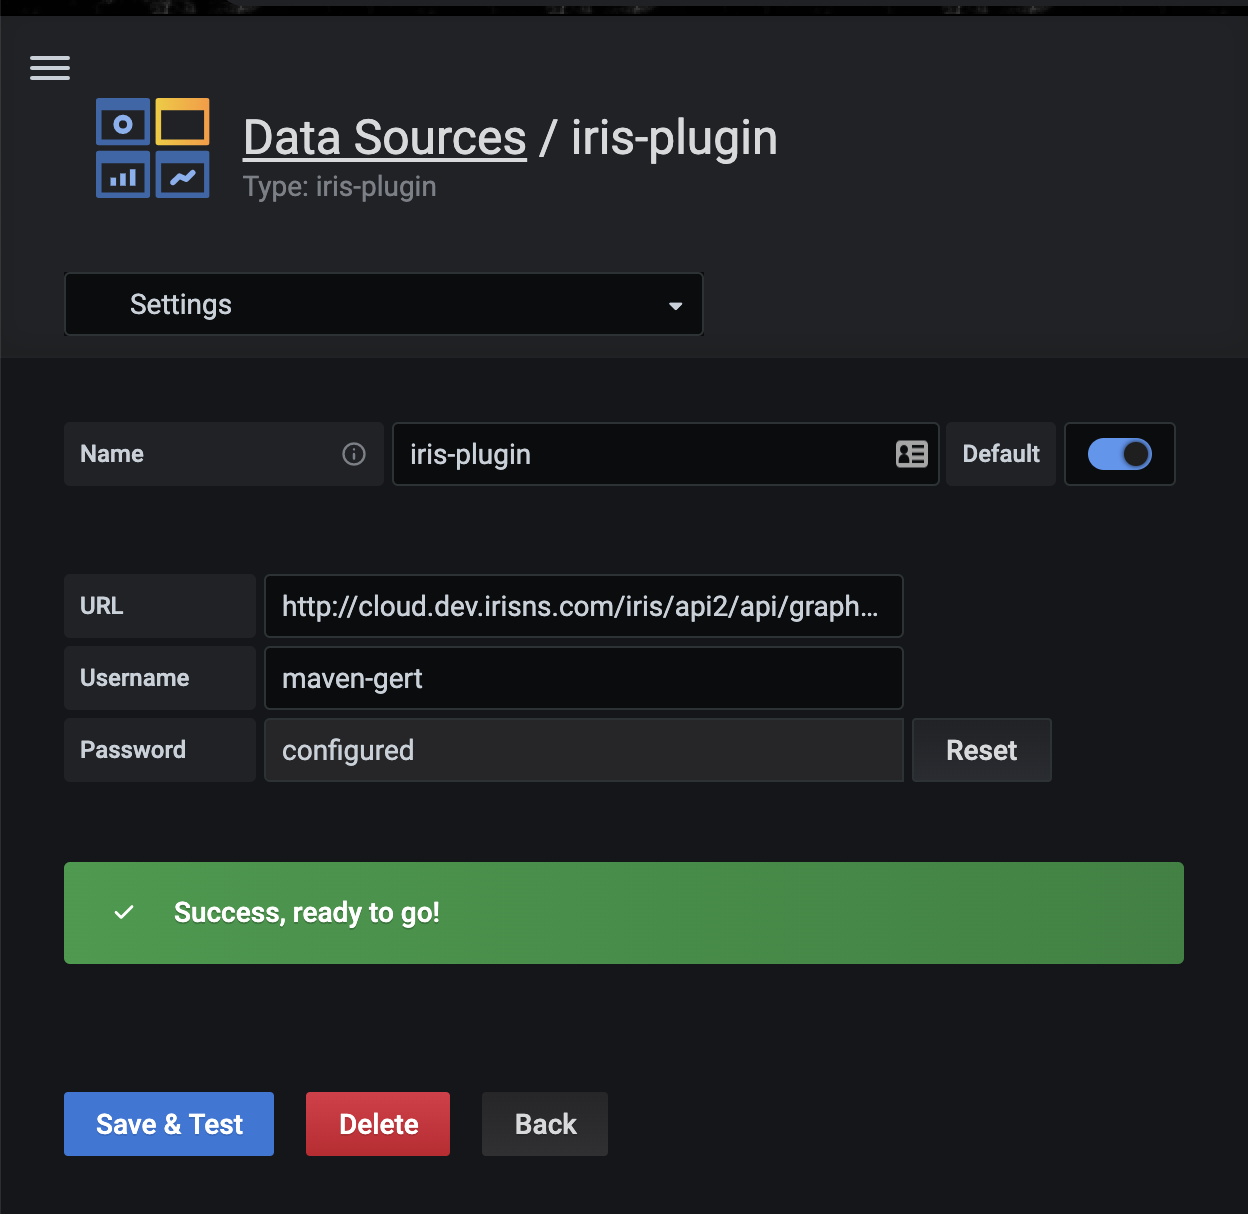 Data Sources / iris-plugin
Type: iris-plugin
Settings
Name iris-plugin Default
URL http://cloud.dev.irisns.com/iris/api2/api/graph...
Username maven-gert
Password configured Reset
Success, ready to go!
Save & Test Delete Back